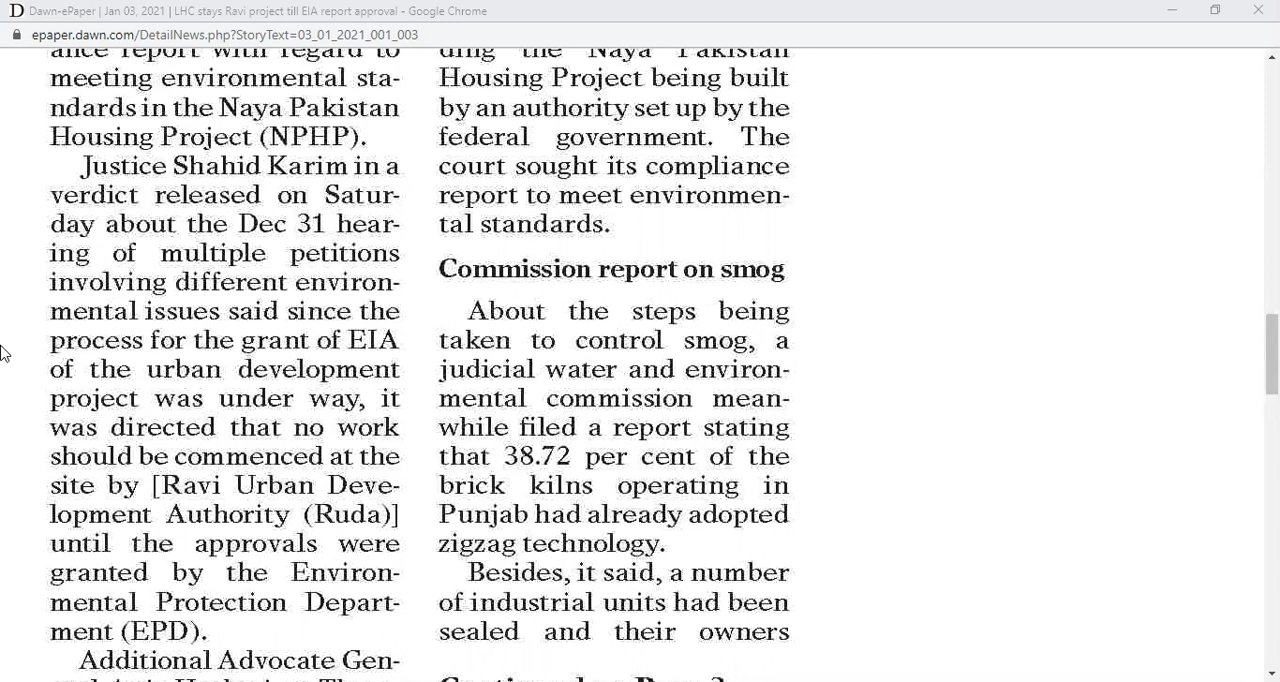 Dawn-ePaper | Jan 03, 2021 | LHC stays Ravi project till EIA report approval - Google Chrome
epaper.dawn.com/DetailNews.php?StoryText=03_01_2021_001_003
ance report with regard to
meeting environmental sta-
ndards in the Naya Pakistan
Housing Project (NPHP).
Justice Shahid Karim in a
verdict released on Satur-
day about the Dec 31 hear-
ing of multiple petitions
involving different environ-
mental issues said since the
process for the grant of EIA
of the urban development
project was under way, it
was directed that no work
should be commenced at the
site by [Ravi Urban Deve-
lopment Authority (Ruda)]
until the approvals were
granted by the Environ-
mental Protection Depart-
ment (EPD).
Additional Advocate Gen-
ding the Naya Pakistan
Housing Project being built
by an authority set up by the
federal government. The
court sought its compliance
report to meet environmen-
tal standards.
Commission report on smog
About the steps being
taken to control smog, a
judicial water and environ-
mental commission mean-
while filed a report stating
that 38.72 per cent of the
brick kilns operating in
Punjab had already adopted
zigzag technology.
Besides, it said, a number
of industrial units had been
sealed and their owners